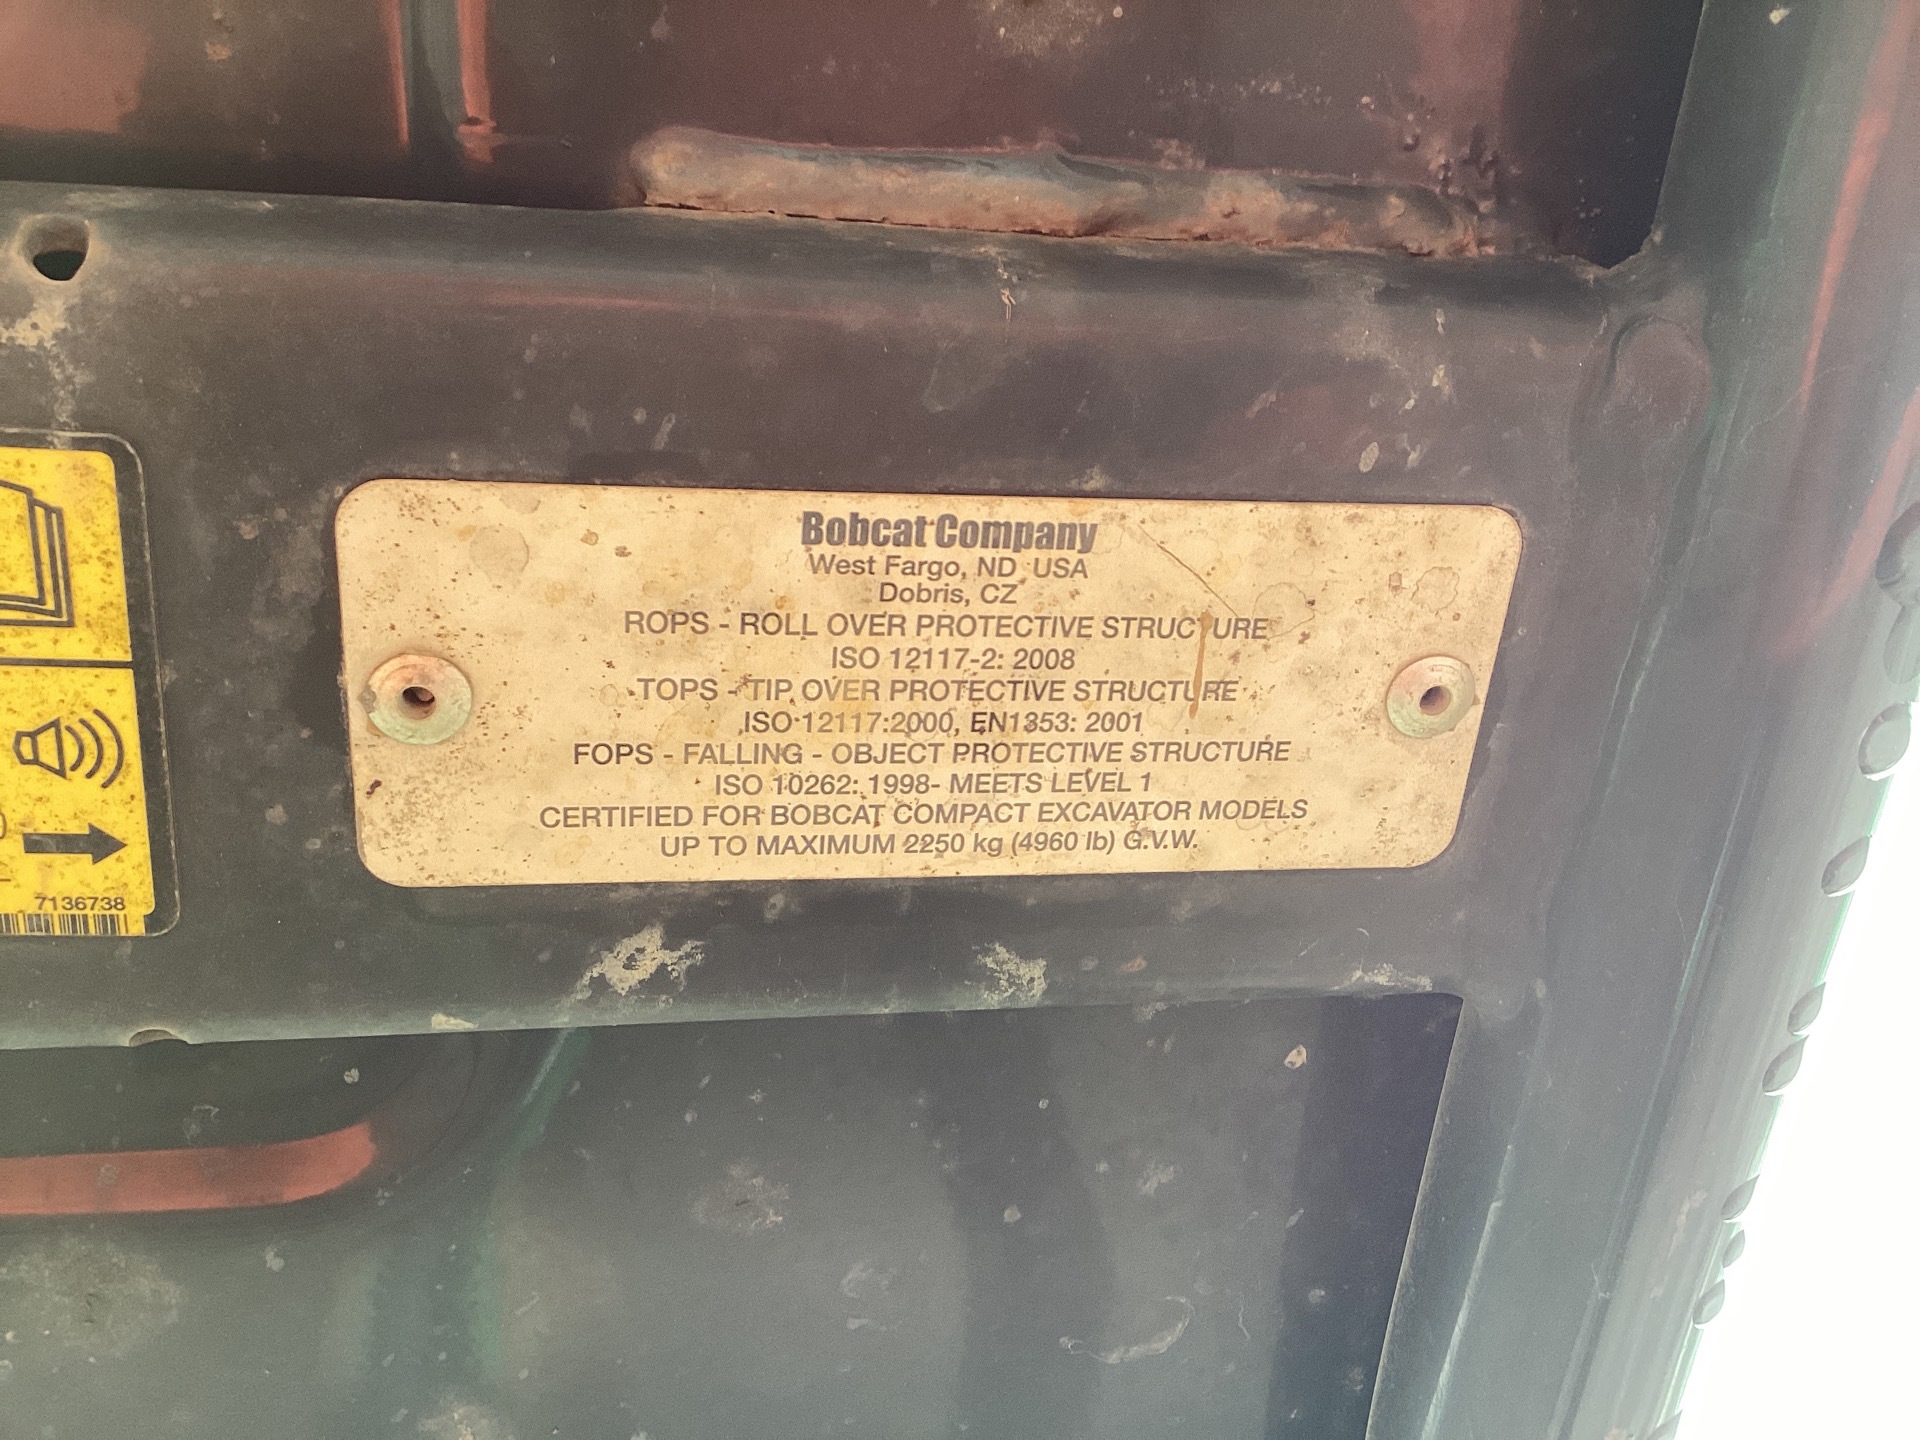 Bobcat Company
West Fargo, ND USA
Dobris, CZ
ROPS - ROLL OVER PROTECTIVE STRUCTURE
ISO 12117-2: 2008
TOPS - TIP OVER PROTECTIVE STRUCTURE
ISO 12117:2000, EN1353: 2001
FOPS - FALLING - OBJECT PROTECTIVE STRUCTURE
ISO 10262: 1998- MEETS LEVEL 1
CERTIFIED FOR BOBCAT COMPACT EXCAVATOR MODELS
UP TO MAXIMUM 2250 kg (4960 lb) G.V.W.
7136738